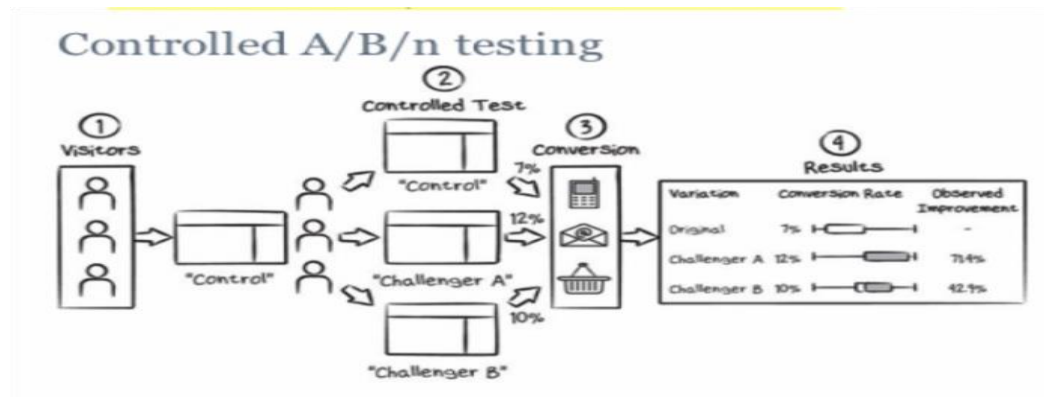 Controlled A/B/n testing
1
Visitors
"Control"
2
Controlled Test
"Control"
"Challenger A"
"Challenger B"
7%
12%
10%
3
Conversion
4
Results
Variation Conversion Rate Observed Improvement
Original 7% -
Challenger A 12% 71.4%
Challenger B 10% 42.9%